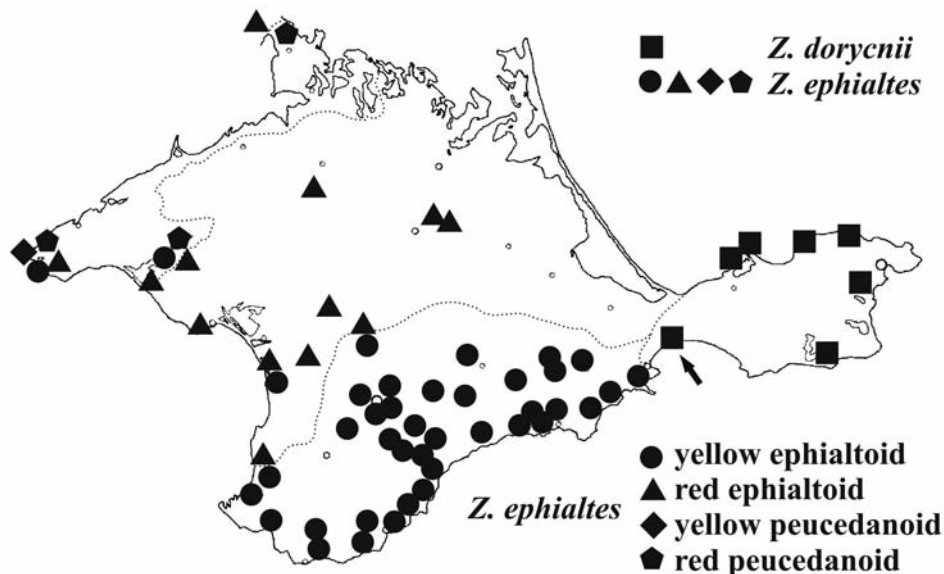 Z. dorycnii
Z. ephialtes
yellow ephialtoid
red ephialtoid
Z. ephialtes
yellow peucedanoid
red peucedanoid